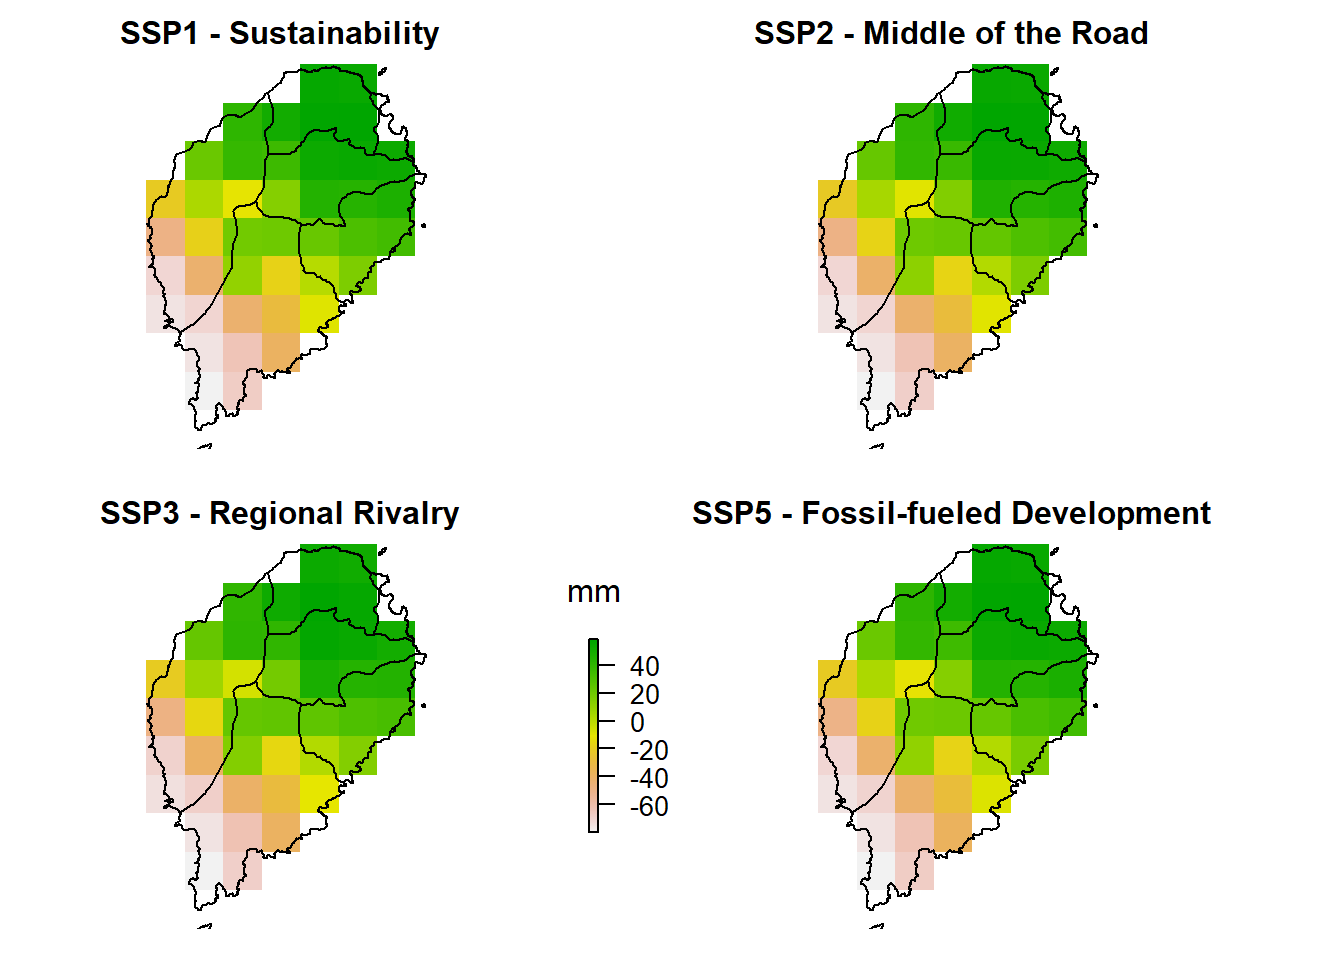 SSP1 - Sustainability
SSP2 - Middle of the Road
SSP3 - Regional Rivalry
SSP5 - Fossil-fueled Development
mm
40
20
0
-20
-40
-60